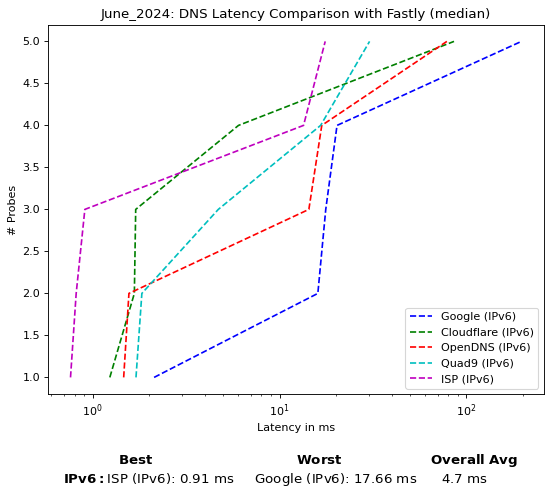 June_2024: DNS Latency Comparison with Fastly (median)
5.0
4.5
4.0
3.5
3.0
2.5
2.0
1.5
1.0
# Probes
Google (IPv6)
Cloudflare (IPv6)
OpenDNS (IPv6)
Quad9 (IPv6)
ISP (IPv6)
10⁰ 10¹ 10²
Latency in ms
Best Worst Overall Avg
IPv6: ISP (IPv6): 0.91 ms Google (IPv6): 17.66 ms 4.7 ms